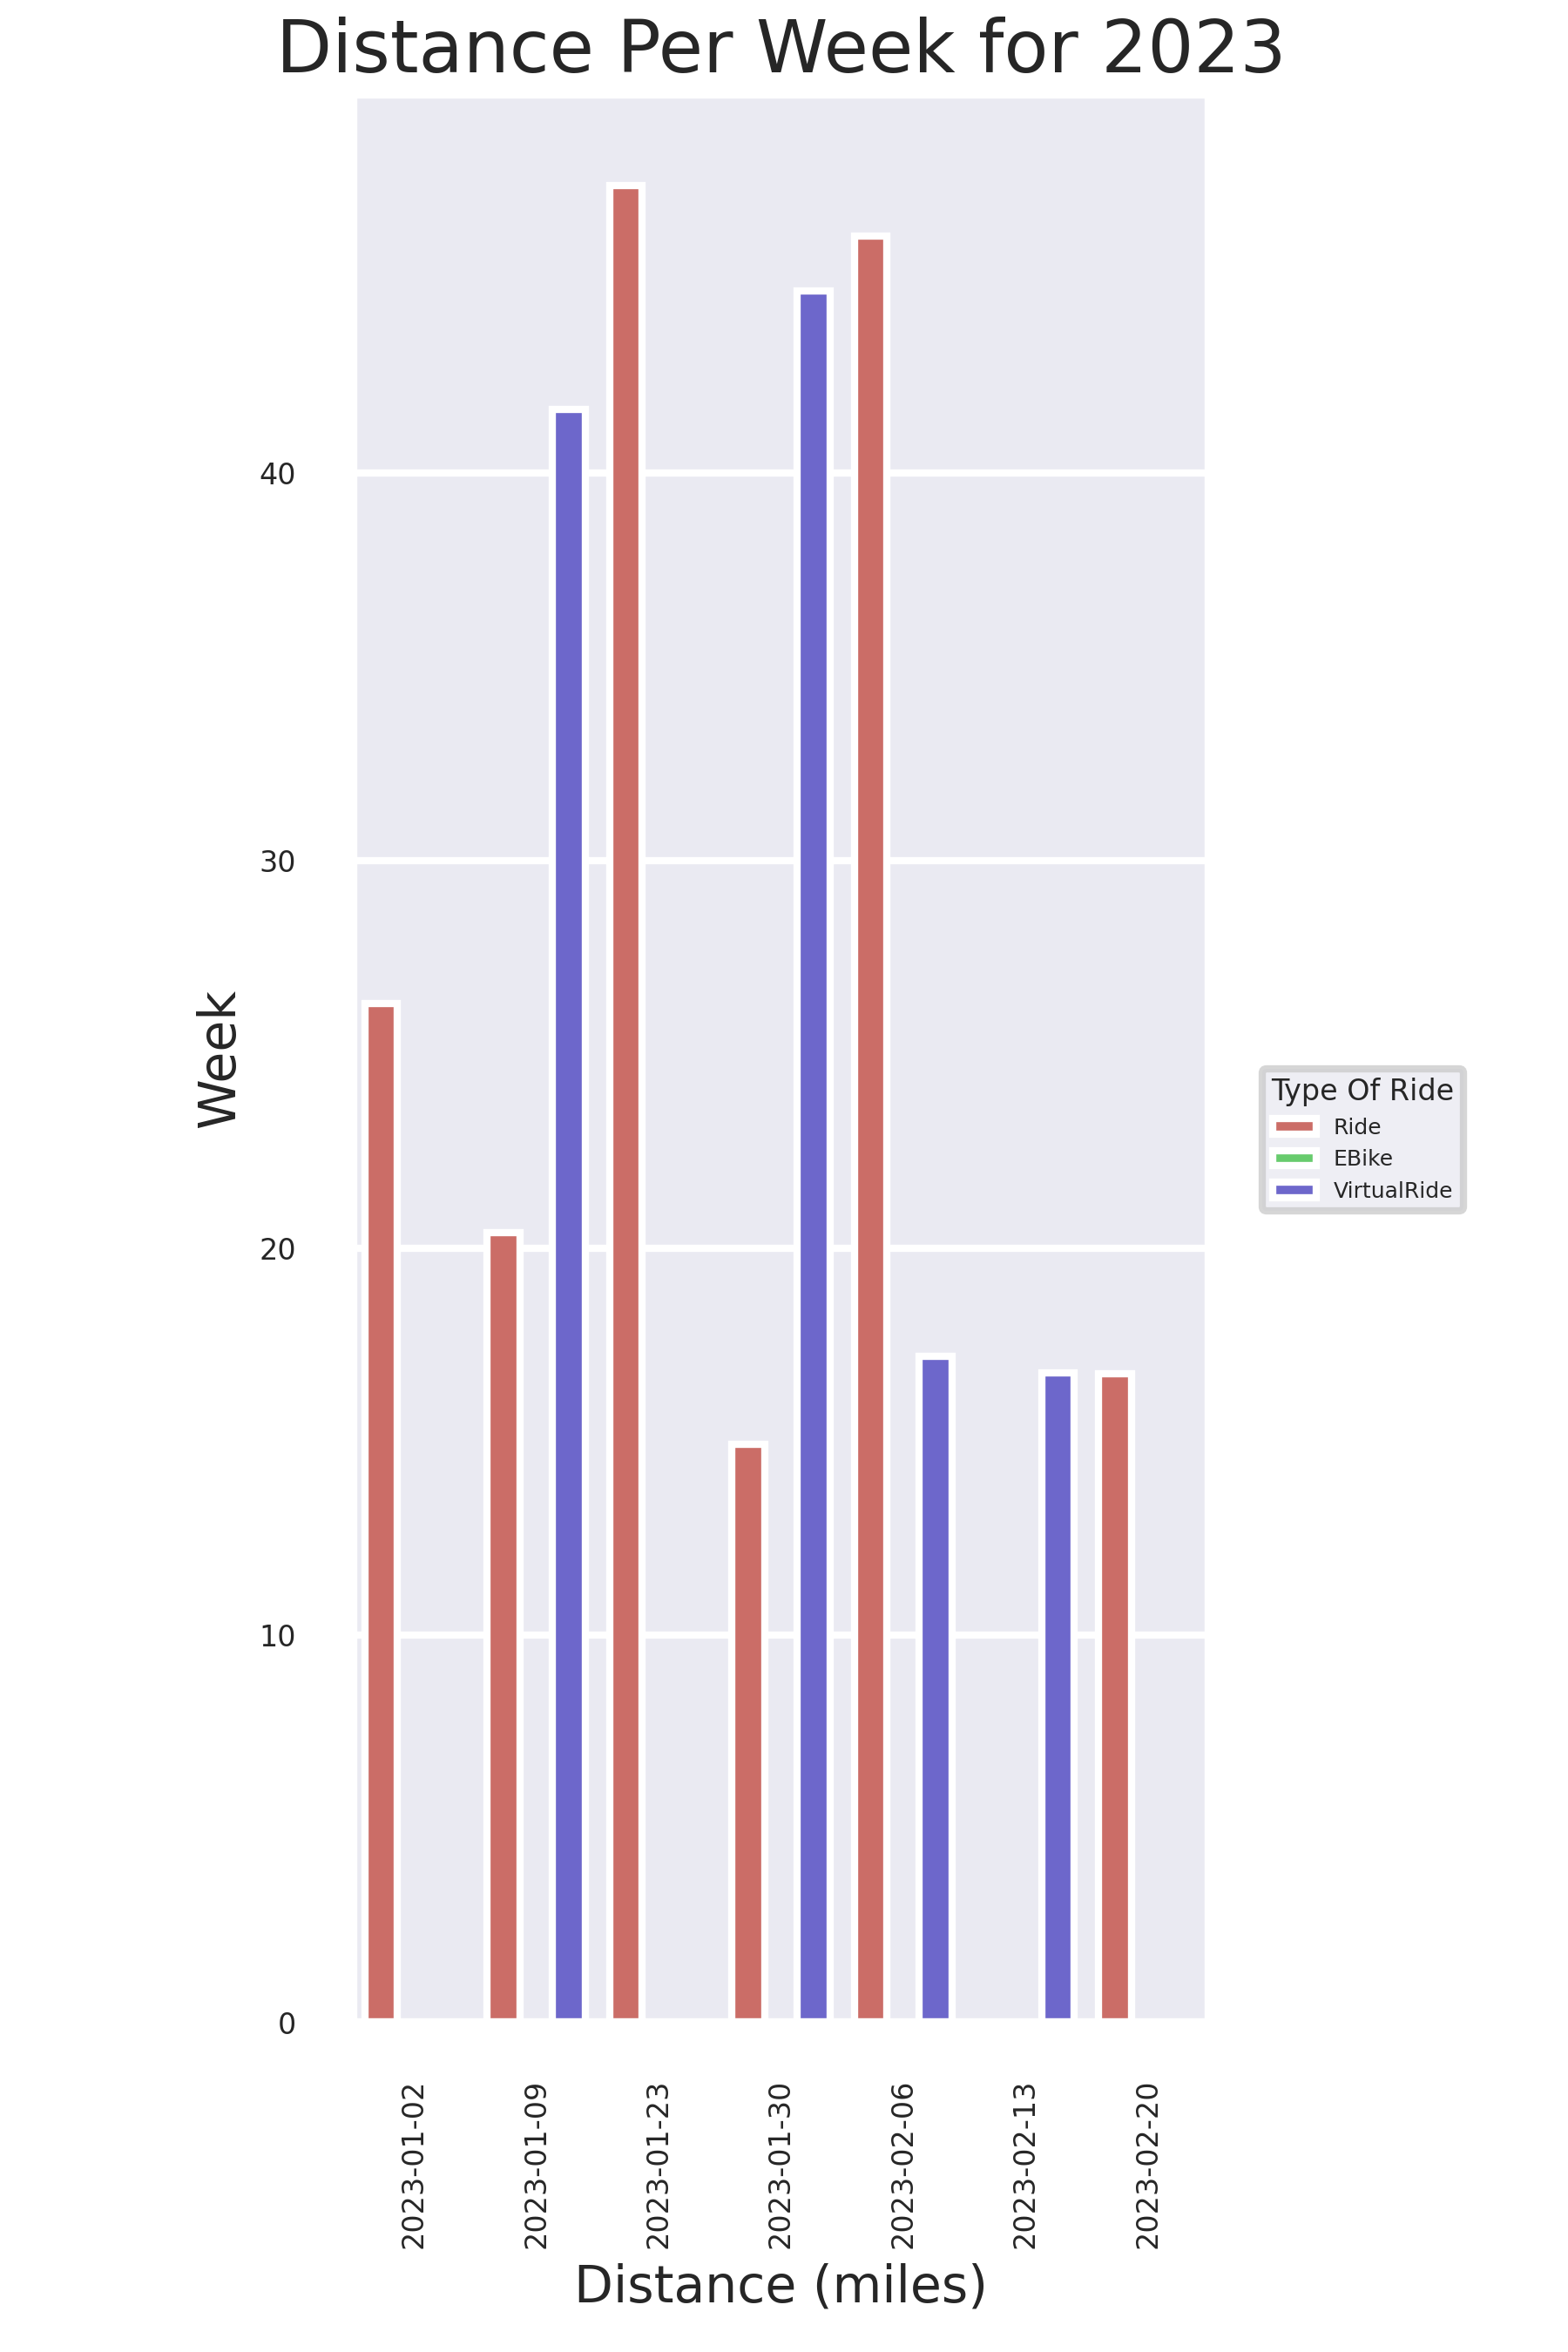 Distance Per Week for 2023
40
30
20
10
0
Week
Type Of Ride
Ride
EBike
VirtualRide
2023-01-02
2023-01-09
2023-01-23
2023-01-30
2023-02-06
2023-02-13
2023-02-20
Distance (miles)